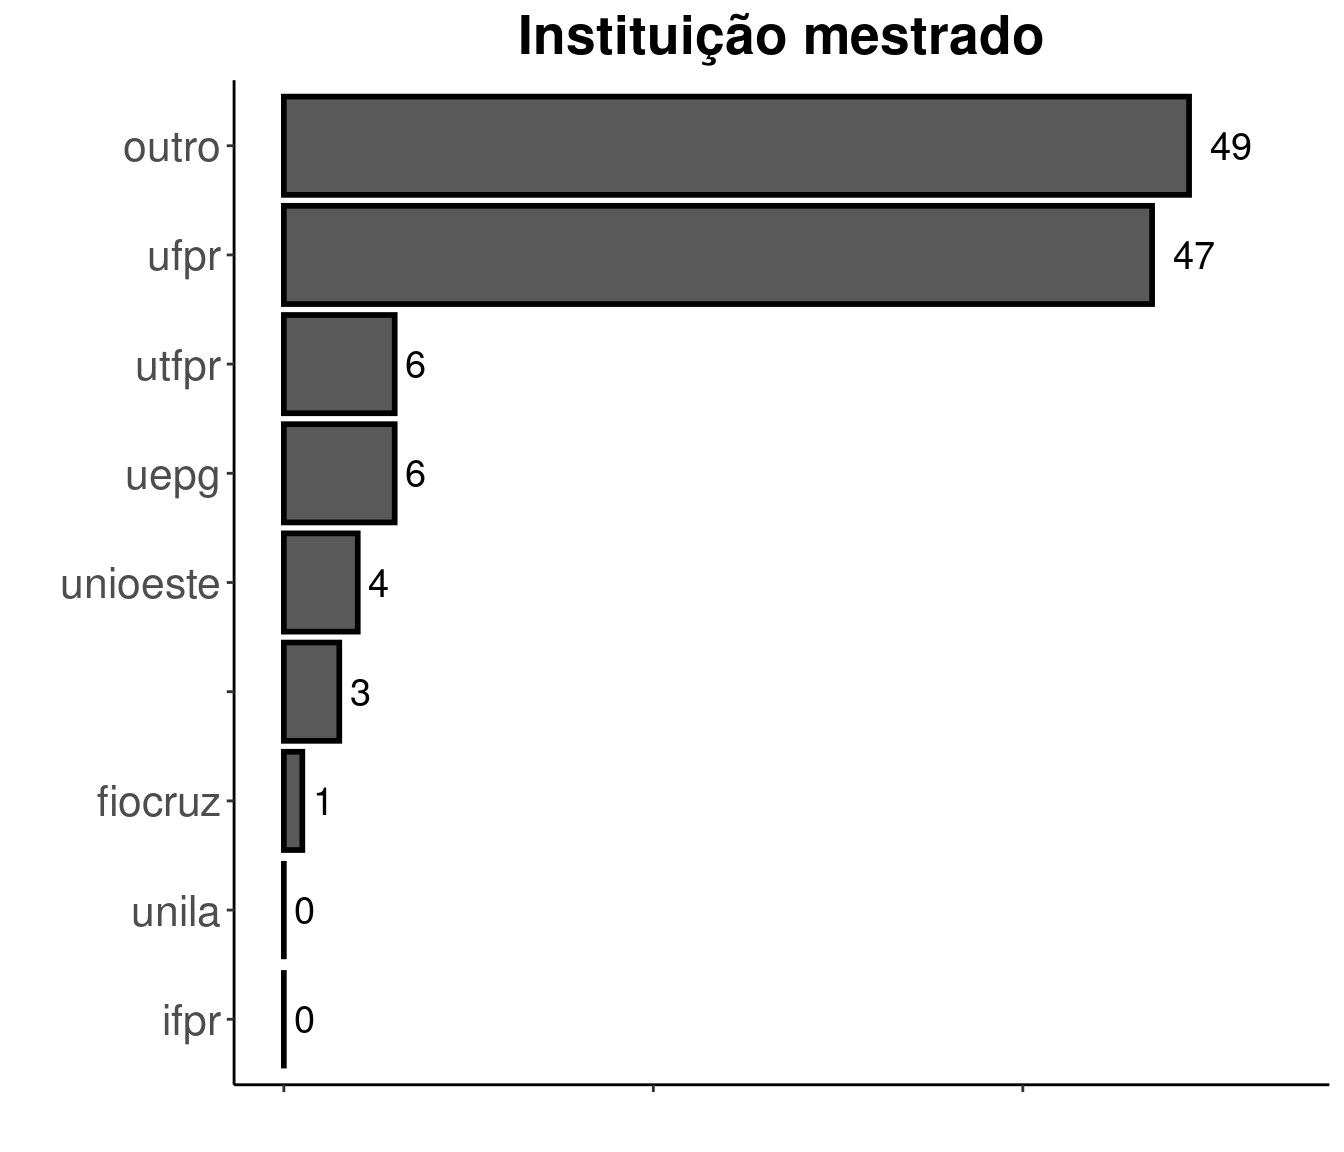 Instituição mestrado
outro 49
ufpr 47
utfpr 6
uepg 6
unioeste 4
3
fiocruz 1
unila 0
ifpr 0